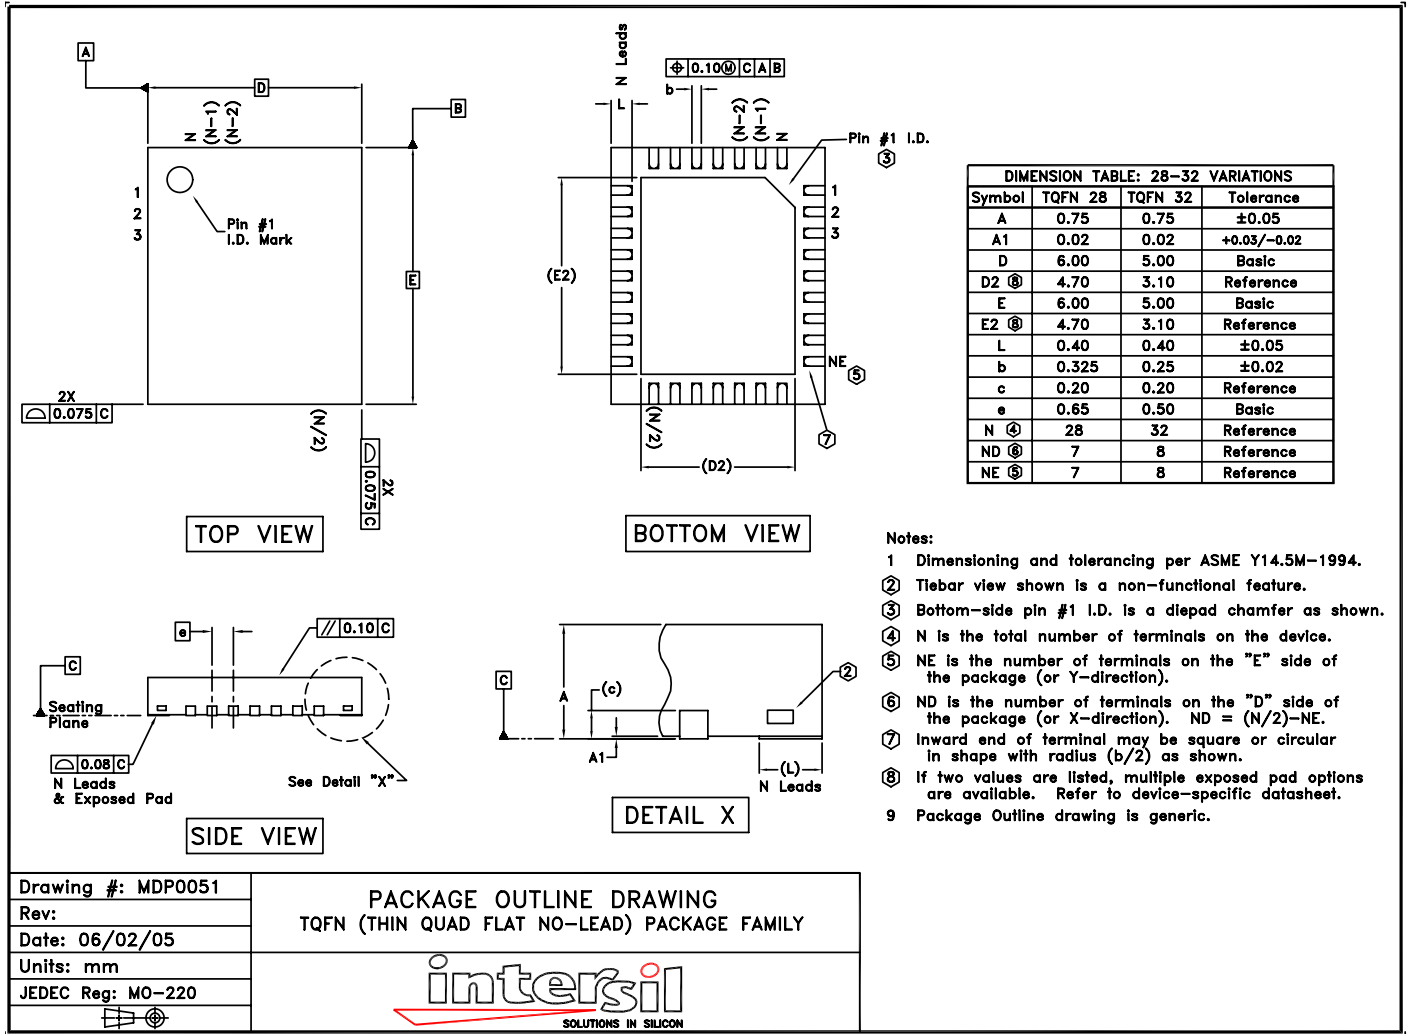 A
D
B
N
(N-1)
(N-2)
1
2
3
Pin #1
I.D. Mark
E
2X
0.075 C
(N/2)
0.075 C
2X
TOP VIEW
N Leads
L
0.10Ⓜ C A B
b
(N-2)
(N-1)
N
Pin #1 I.D.
3
1
2
3
(E2)
NE
5
7
(N/2)
(D2)
BOTTOM VIEW
DIMENSION TABLE: 28-32 VARIATIONS
Symbol TQFN 28 TQFN 32 Tolerance
A 0.75 0.75 ±0.05
A1 0.02 0.02 +0.03/-0.02
D 6.00 5.00 Basic
D2 8 4.70 3.10 Reference
E 6.00 5.00 Basic
E2 8 4.70 3.10 Reference
L 0.40 0.40 ±0.05
b 0.325 0.25 ±0.02
c 0.20 0.20 Reference
e 0.65 0.50 Basic
N 4 28 32 Reference
ND 6 7 8 Reference
NE 5 7 8 Reference
Notes:
1 Dimensioning and tolerancing per ASME Y14.5M-1994.
2 Tiebar view shown is a non-functional feature.
3 Bottom-side pin #1 I.D. is a diepad chamfer as shown.
4 N is the total number of terminals on the device.
5 NE is the number of terminals on the "E" side of
the package (or Y-direction).
6 ND is the number of terminals on the "D" side of
the package (or X-direction). ND = (N/2)-NE.
7 Inward end of terminal may be square or circular
in shape with radius (b/2) as shown.
8 If two values are listed, multiple exposed pad options
are available. Refer to device-specific datasheet.
9 Package Outline drawing is generic.
e
// 0.10 C
C
Seating
Plane
0.08 C
N Leads
& Exposed Pad
See Detail "X"
SIDE VIEW
C
A
(c)
A1
2
(L)
N Leads
DETAIL X
Drawing #: MDP0051
Rev:
Date: 06/02/05
Units: mm
JEDEC Reg: MO-220
PACKAGE OUTLINE DRAWING
TQFN (THIN QUAD FLAT NO-LEAD) PACKAGE FAMILY
intersil
SOLUTIONS IN SILICON